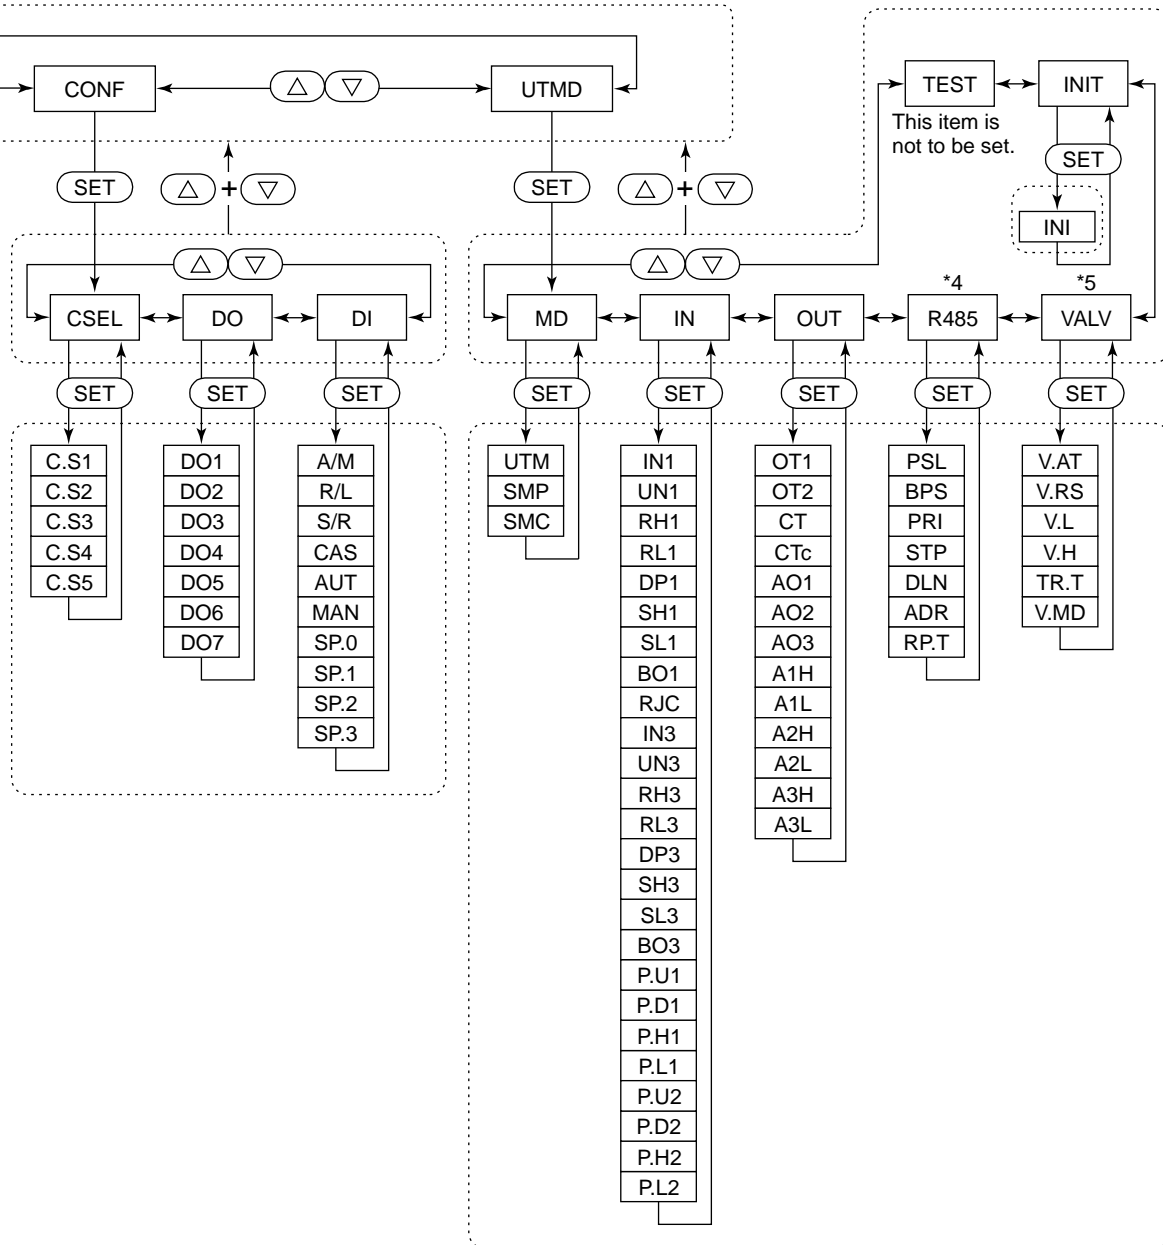 CONF
UTMD
TEST
INIT
This item is
not to be set.
SET
SET
+
SET
+
INI
*4
*5
CSEL
DO
DI
MD
IN
OUT
R485
VALV
SET
SET
SET
SET
SET
SET
SET
SET
C.S1
C.S2
C.S3
C.S4
C.S5
DO1
DO2
DO3
DO4
DO5
DO6
DO7
A/M
R/L
S/R
CAS
AUT
MAN
SP.0
SP.1
SP.2
SP.3
UTM
SMP
SMC
IN1
UN1
RH1
RL1
DP1
SH1
SL1
BO1
RJC
IN3
UN3
RH3
RL3
DP3
SH3
SL3
BO3
P.U1
P.D1
P.H1
P.L1
P.U2
P.D2
P.H2
P.L2
OT1
OT2
CT
CTc
AO1
AO2
AO3
A1H
A1L
A2H
A2L
A3H
A3L
PSL
BPS
PRI
STP
DLN
ADR
RP.T
V.AT
V.RS
V.L
V.H
TR.T
V.MD